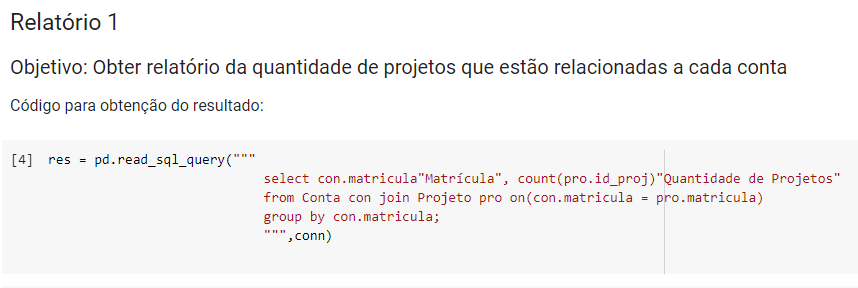 Relatório 1
Objetivo: Obter relatório da quantidade de projetos que estão relacionadas a cada conta
Código para obtenção do resultado:
[4] res = pd.read_sql_query("""
select con.matricula"Matrícula", count(pro.id_proj)"Quantidade de Projetos"
from Conta con join Projeto pro on(con.matricula = pro.matricula)
group by con.matricula;
""",conn)